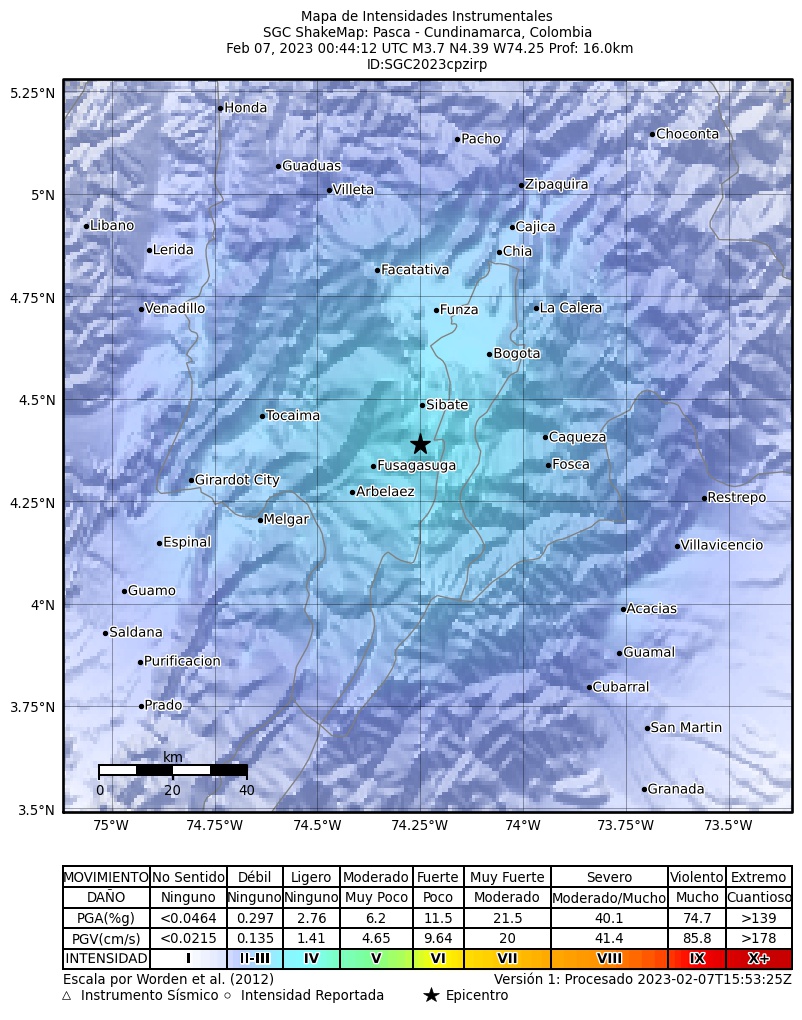 Mapa de Intensidades Instrumentales
SGC ShakeMap: Pasca - Cundinamarca, Colombia
Feb 07, 2023 00:44:12 UTC M3.7 N4.39 W74.25 Prof: 16.0km
ID:SGC2023cpzirp
5.25°N
Honda
Choconta
Pacho
Guaduas
Villeta
Zipaquira
5°N
Libano
Cajica
Lerida
Chia
Facatativa
4.75°N
Venadillo
Funza
La Calera
Bogota
4.5°N
Sibate
Tocaima
Caqueza
Fusagasuga
Fosca
Girardot City
Arbelaez
4.25°N
Restrepo
Melgar
Espinal
Villavicencio
Guamo
4°N
Acacias
Saldana
Guamal
Purificacion
Cubarral
3.75°N
Prado
San Martin
km
0 20 40
Granada
3.5°N
75°W 74.75°W 74.5°W 74.25°W 74°W 73.75°W 73.5°W
MOVIMIENTO No Sentido Débil Ligero Moderado Fuerte Muy Fuerte Severo Violento Extremo
DAÑO Ninguno Ninguno Ninguno Muy Poco Poco Moderado Moderado/Mucho Mucho Cuantioso
PGA(%g) <0.0464 0.297 2.76 6.2 11.5 21.5 40.1 74.7 >139
PGV(cm/s) <0.0215 0.135 1.41 4.65 9.64 20 41.4 85.8 >178
INTENSIDAD I II-III IV V VI VII VIII IX X+
Escala por Worden et al. (2012) Versión 1: Procesado 2023-02-07T15:53:25Z
△ Instrumento Sísmico ○ Intensidad Reportada ★ Epicentro